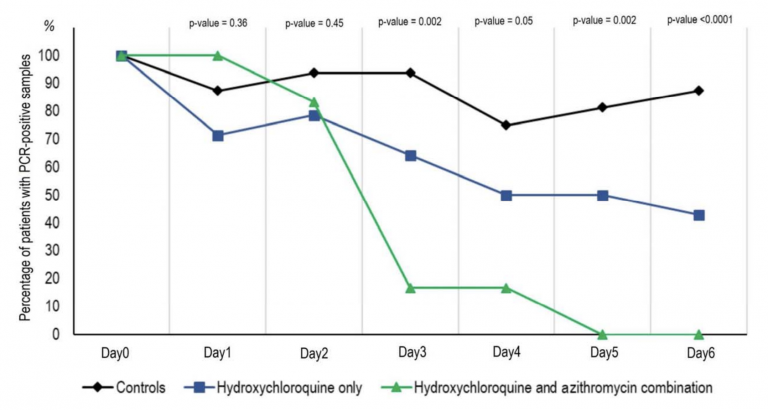 % p-value = 0.36 p-value = 0.45 p-value = 0.002 p-value = 0.05 p-value = 0.002 p-value <0.0001
Percentage of patients with PCR-positive samples
100
90
80
70
60
50
40
30
20
10
0
Day0 Day1 Day2 Day3 Day4 Day5 Day6
Controls Hydroxychloroquine only Hydroxychloroquine and azithromycin combination